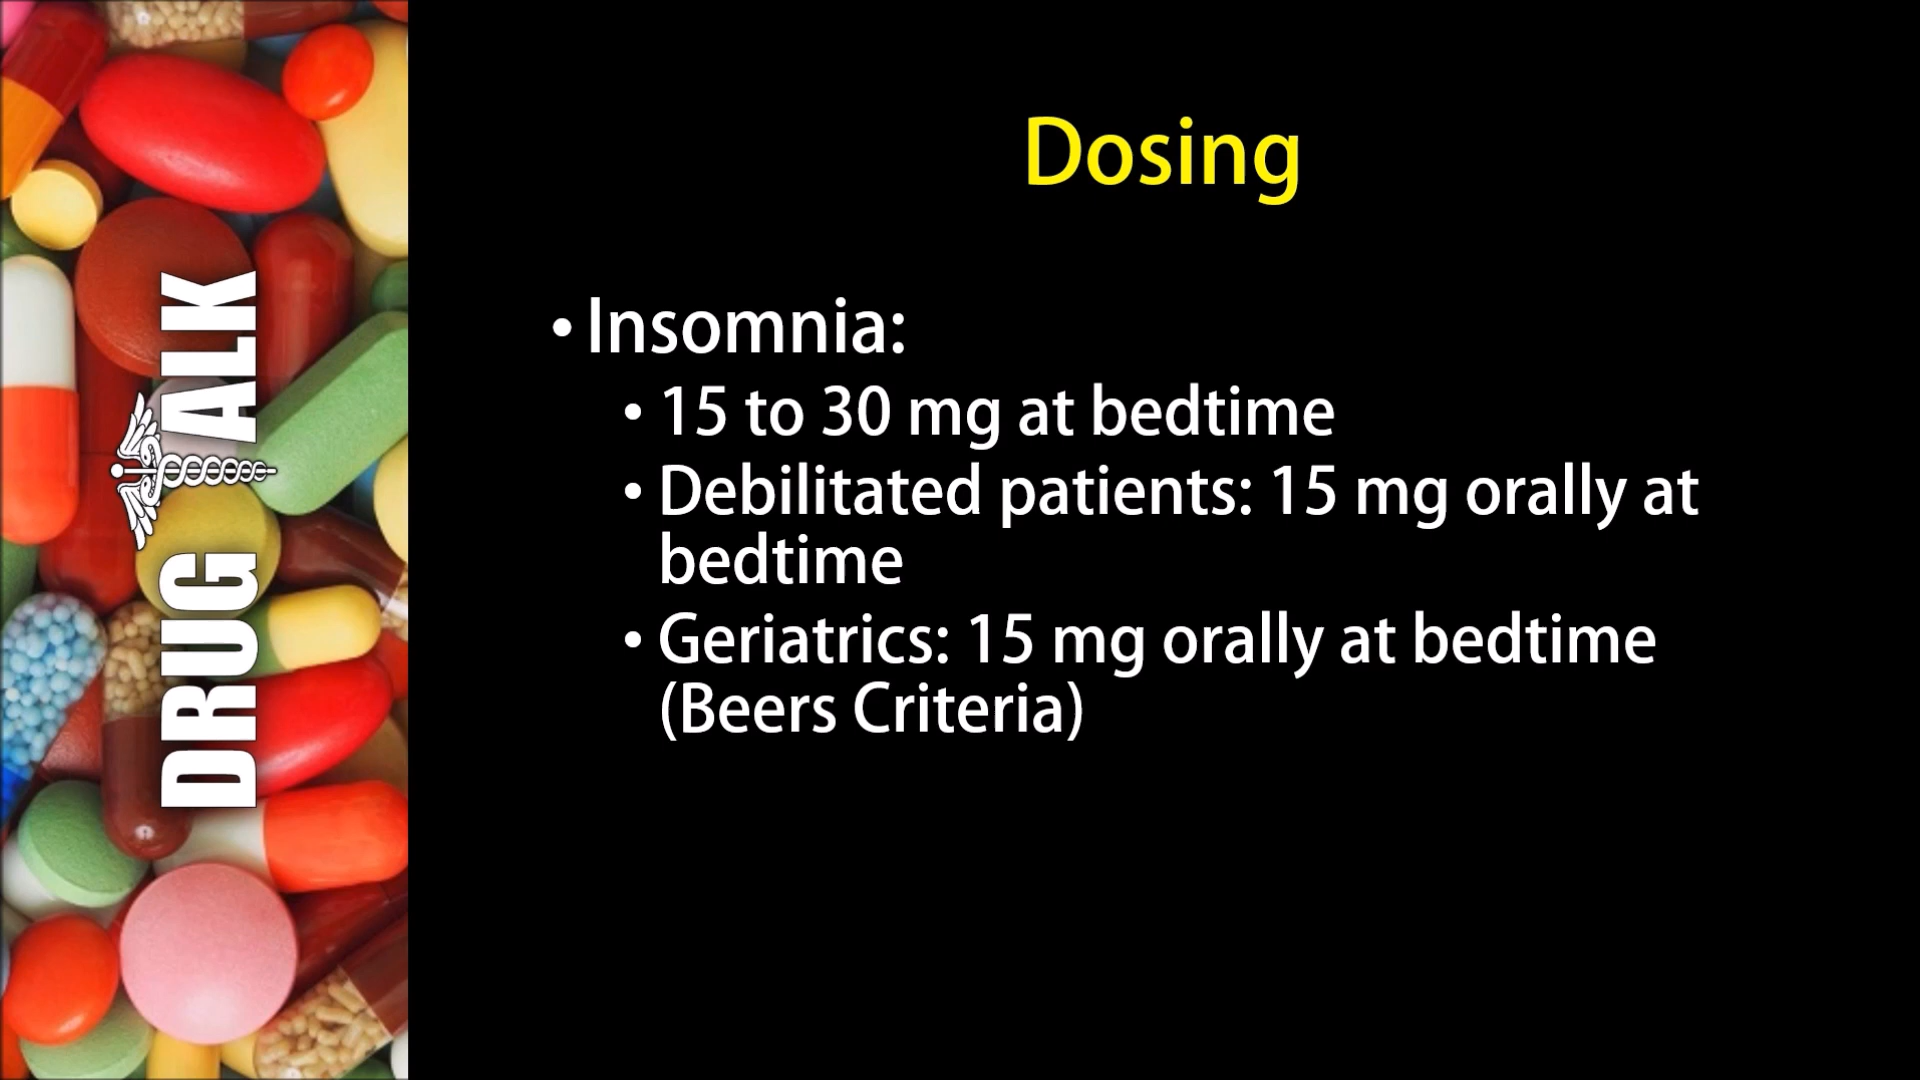 DRUG ALK
Dosing
• Insomnia:
• 15 to 30 mg at bedtime
• Debilitated patients: 15 mg orally at
bedtime
• Geriatrics: 15 mg orally at bedtime
(Beers Criteria)